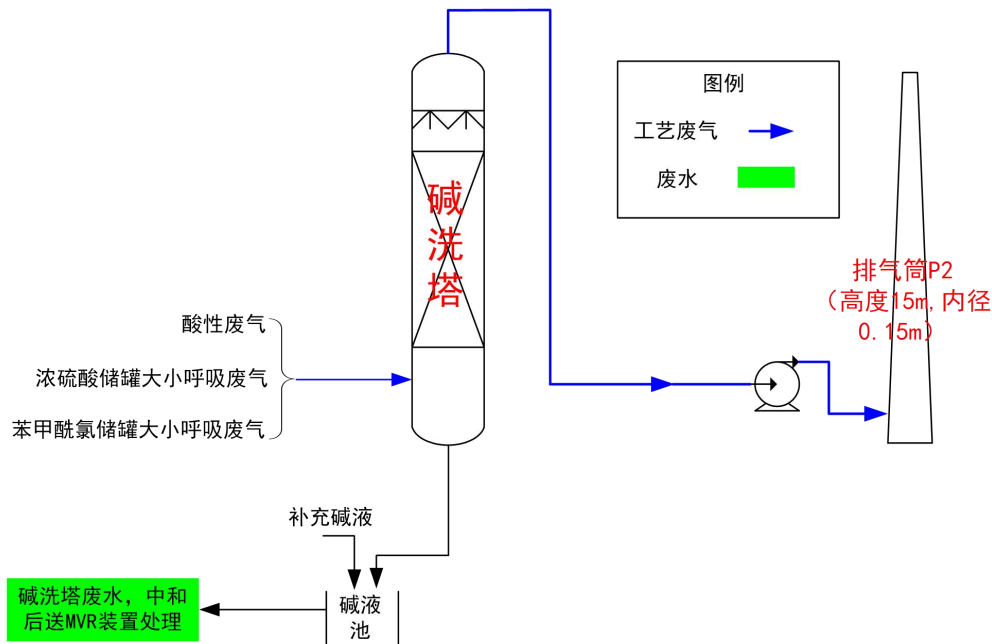 图例
工艺废气
废水
碱
洗
塔
排气筒P2
（高度15m,内径
0.15m）
酸性废气
浓硫酸储罐大小呼吸废气
苯甲酰氯储罐大小呼吸废气
补充碱液
碱液
池
碱洗塔废水，中和
后送MVR装置处理